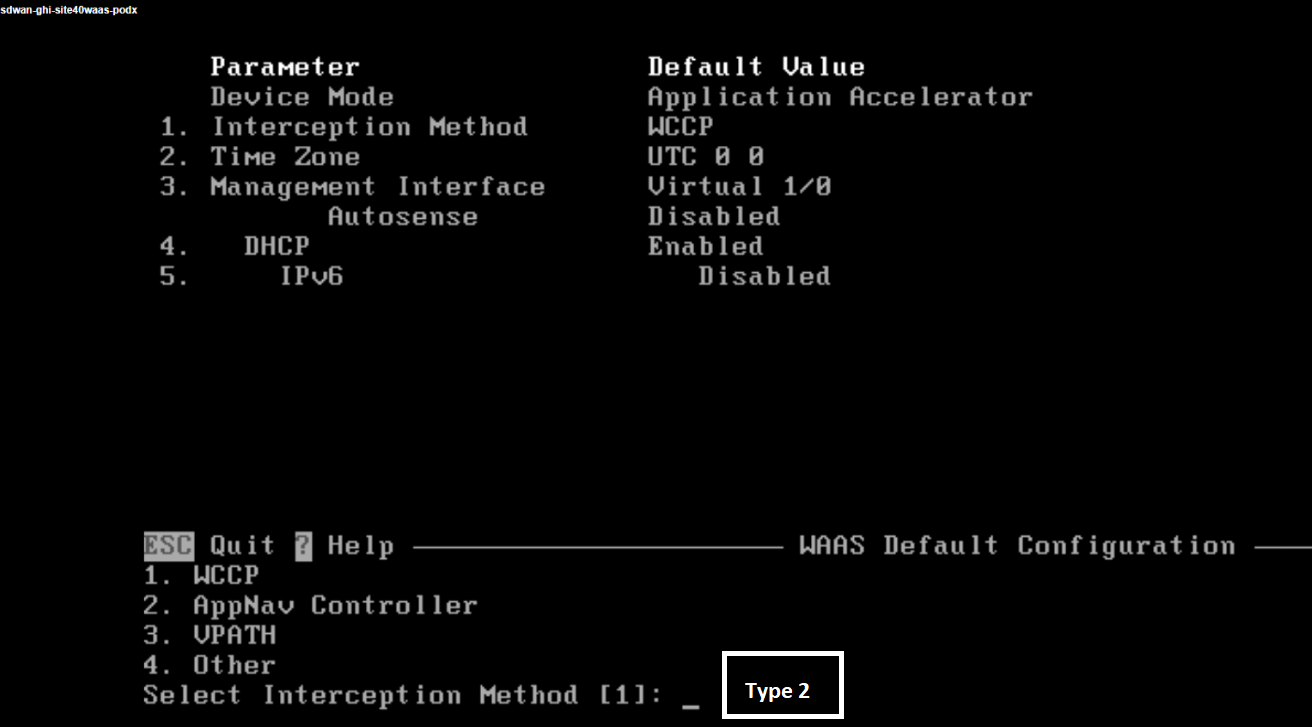 sdwan-ghi-site40waas-podx
Parameter Default Value
Device Mode Application Accelerator
1. Interception Method WCCP
2. Time Zone UTC 0 0
3. Management Interface Virtual 1/0
Autosense Disabled
4. DHCP Enabled
5. IPv6 Disabled
ESC Quit ? Help WAAS Default Configuration
1. WCCP
2. AppNav Controller
3. VPATH
4. Other
Select Interception Method [1]: _ Type 2